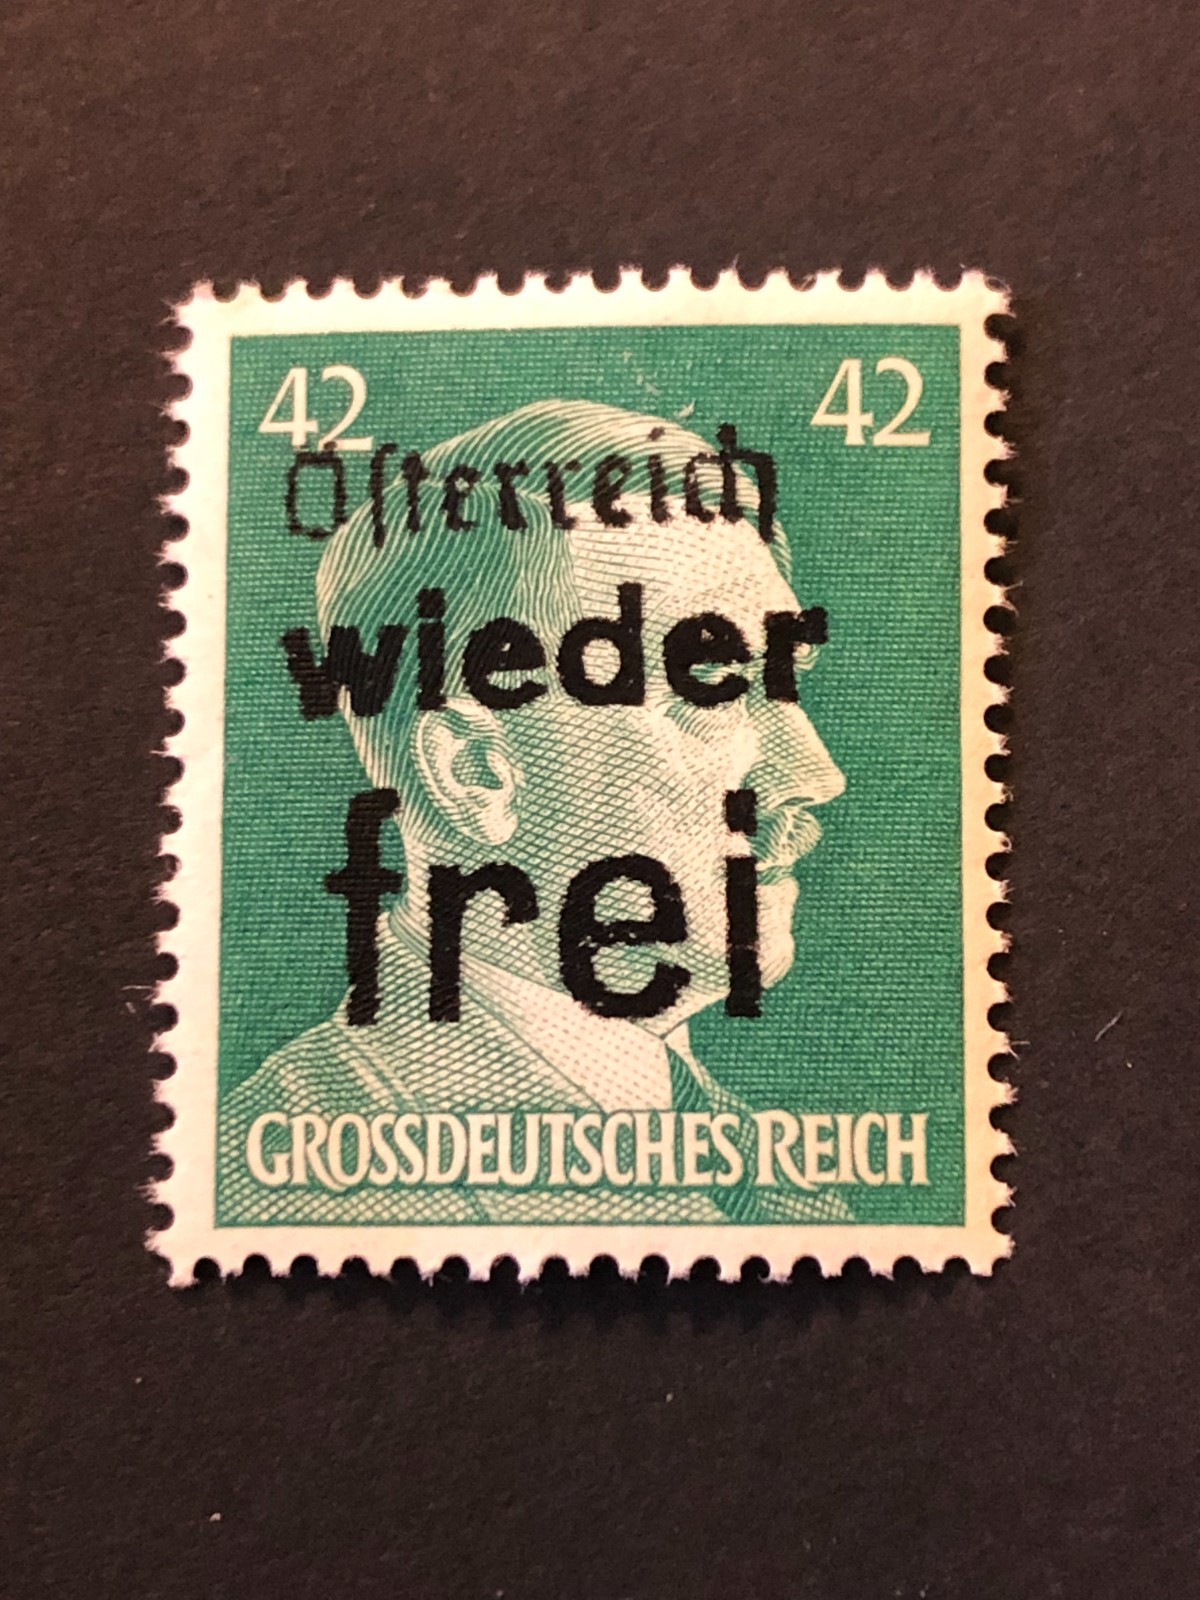 42 42
Öſterreich
wieder
frei
GROSSDEUTSCHES REICH